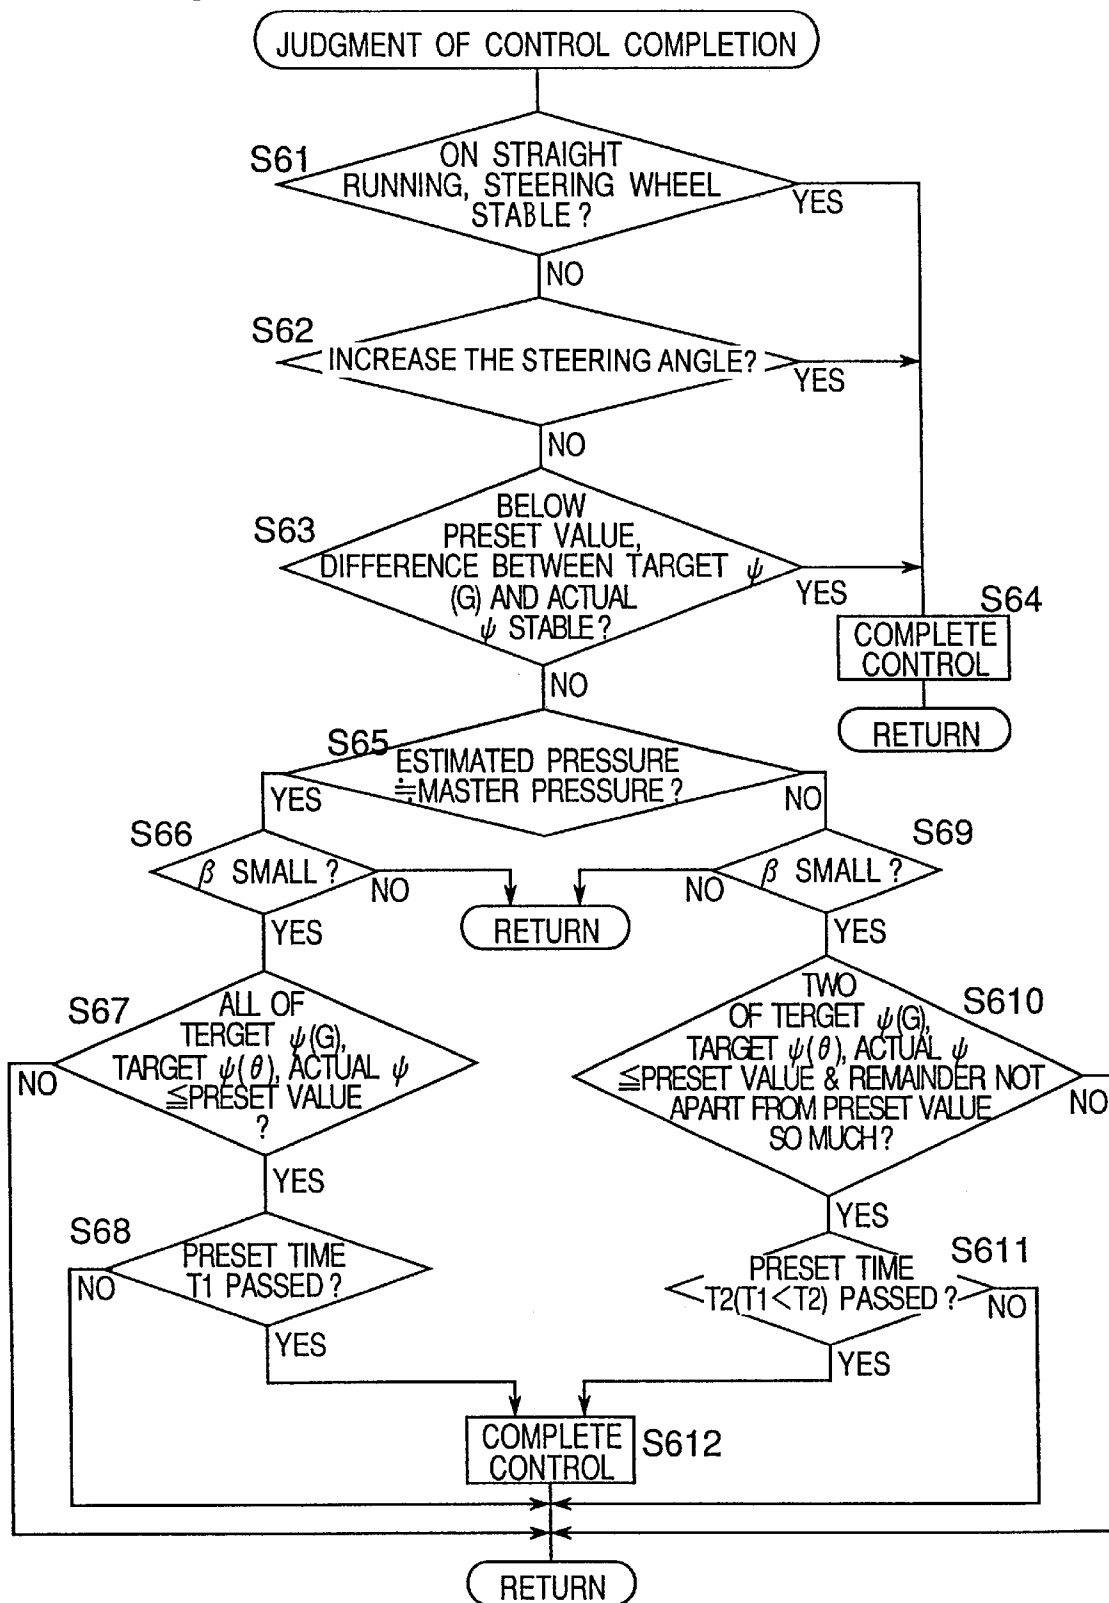 JUDGMENT OF CONTROL COMPLETION
S61
ON STRAIGHT
RUNNING, STEERING WHEEL
STABLE?
YES
NO
S62
INCREASE THE STEERING ANGLE?
YES
NO
S63
BELOW
PRESET VALUE,
DIFFERENCE BETWEEN TARGET ψ
(G) AND ACTUAL
ψ STABLE?
YES
NO
S64
COMPLETE
CONTROL
RETURN
S65
ESTIMATED PRESSURE
≒MASTER PRESSURE?
YES
NO
S66
β SMALL?
NO
YES
S69
β SMALL?
NO
YES
RETURN
S67
ALL OF
TERGET ψ(G),
TARGET ψ(θ), ACTUAL ψ
≦PRESET VALUE
?
NO
YES
S610
TWO
OF TERGET ψ(G),
TARGET ψ(θ), ACTUAL ψ
≦PRESET VALUE & REMAINDER NOT
APART FROM PRESET VALUE
SO MUCH?
NO
YES
S68
PRESET TIME
T1 PASSED?
NO
YES
S611
PRESET TIME
T2(T1<T2) PASSED?
NO
YES
COMPLETE
CONTROL
S612
RETURN